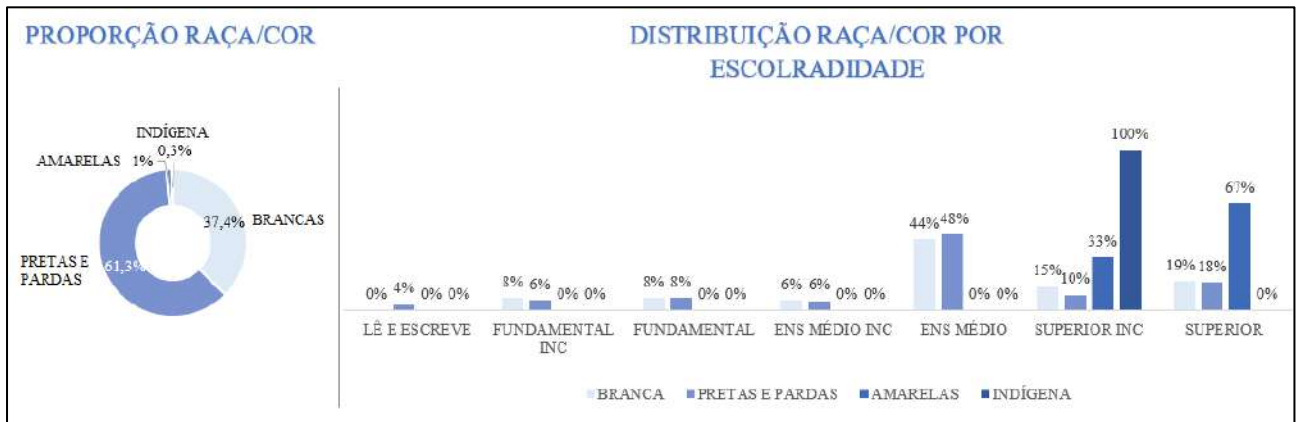 PROPORÇÃO RAÇA/COR
INDÍGENA
0,3%
AMARELAS 1%
37,4% BRANCAS
PRETAS E
PARDAS
61,3%
DISTRIBUIÇÃO RAÇA/COR POR
ESCOLRADIDADE
0% 4% 0% 0%
8% 6% 0% 0%
8% 8% 0% 0%
6% 6% 0% 0%
44% 48% 0% 0%
15% 10% 33% 100%
19% 18% 67% 0%
LÊ E ESCREVE
FUNDAMENTAL
INC
FUNDAMENTAL
ENS MÉDIO INC
ENS MÉDIO
SUPERIOR INC
SUPERIOR
BRANCA PRETAS E PARDAS AMARELAS INDÍGENA